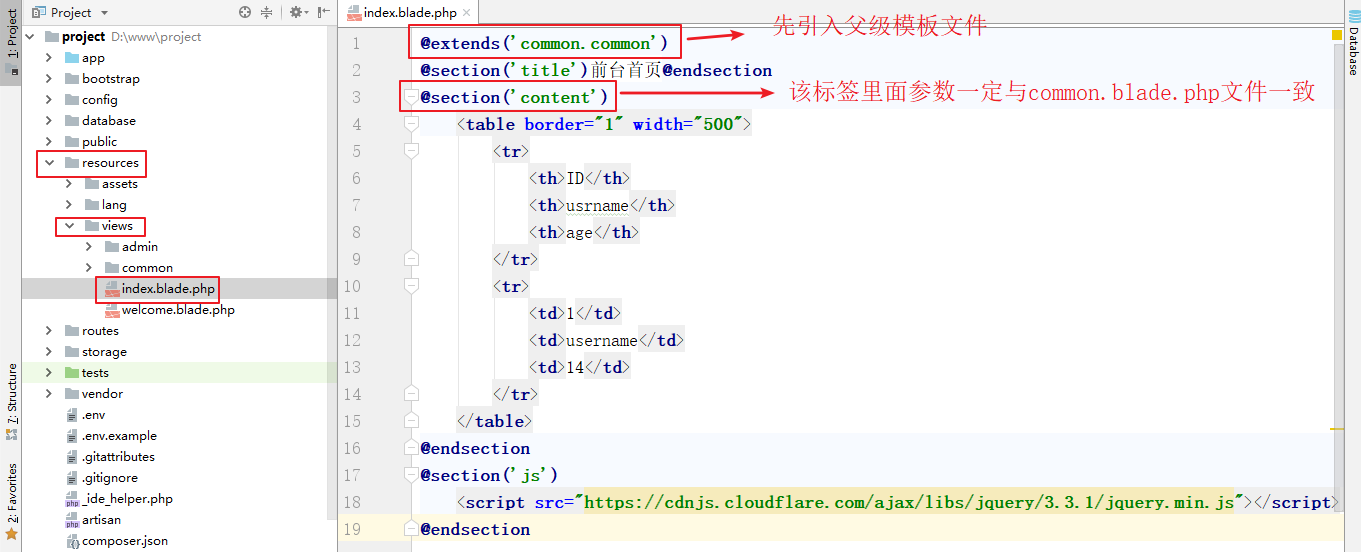 1: Project
7: Structure
2: Favorites
Project
project D:\www\project
app
bootstrap
config
database
public
resources
assets
lang
views
admin
common
index.blade.php
welcome.blade.php
routes
storage
tests
vendor
.env
.env.example
.gitattributes
.gitignore
_ide_helper.php
artisan
composer.json
index.blade.php
1 @extends('common.common')
先引入父级模板文件
2 @section('title')前台首页@endsection
3 @section('content')
该标签里面参数一定与common.blade.php文件一致
4 <table border="1" width="500">
5 <tr>
6 <th>ID</th>
7 <th>usrname</th>
8 <th>age</th>
9 </tr>
10 <tr>
11 <td>1</td>
12 <td>username</td>
13 <td>14</td>
14 </tr>
15 </table>
16 @endsection
17 @section('js')
18 <script src="https://cdnjs.cloudflare.com/ajax/libs/jquery/3.3.1/jquery.min.js"></script>
19 @endsection
Database